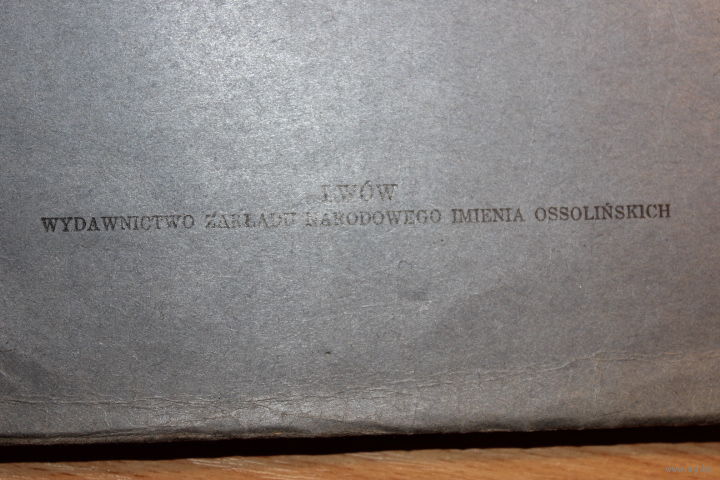 LWÓW
WYDAWNICTWO ZAKŁADU NARODOWEGO IMIENIA OSSOLIŃSKICH